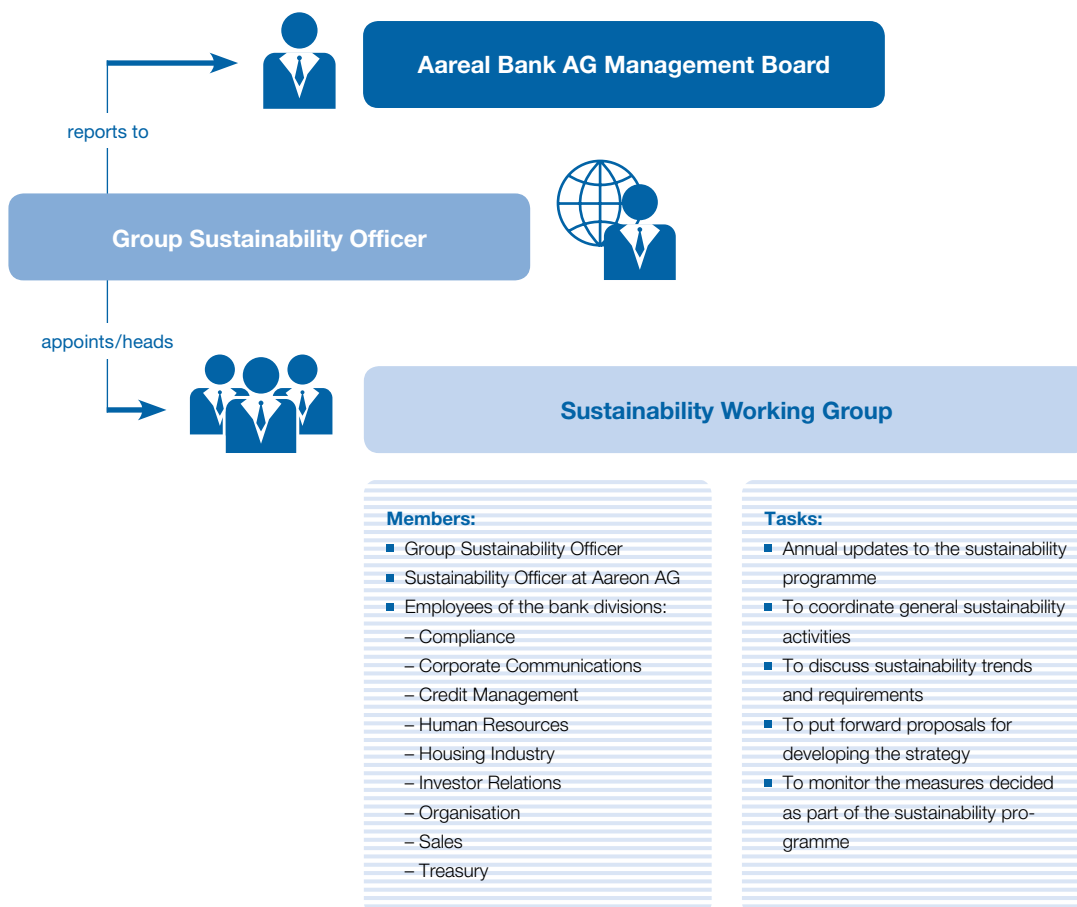 Aareal Bank AG Management Board
reports to
Group Sustainability Officer
appoints/heads
Sustainability Working Group
Members:
▪ Group Sustainability Officer
▪ Sustainability Officer at Aareon AG
▪ Employees of the bank divisions:
– Compliance
– Corporate Communications
– Credit Management
– Human Resources
– Housing Industry
– Investor Relations
– Organisation
– Sales
– Treasury
Tasks:
▪ Annual updates to the sustainability
programme
▪ To coordinate general sustainability
activities
▪ To discuss sustainability trends
and requirements
▪ To put forward proposals for
developing the strategy
▪ To monitor the measures decided
as part of the sustainability pro-
gramme